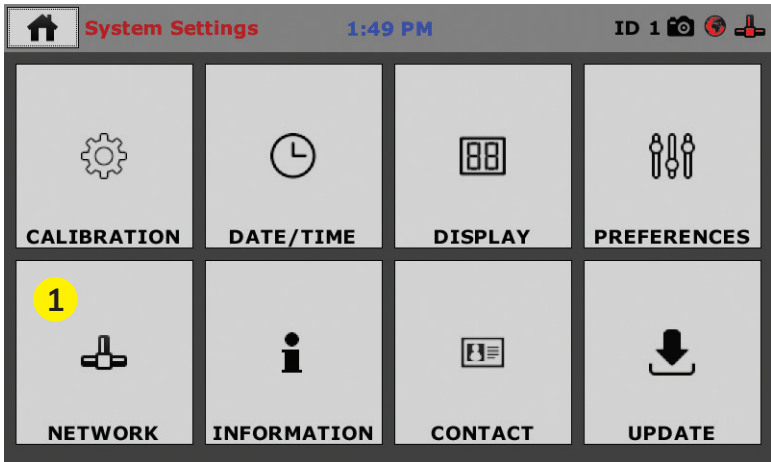 System Settings 1:49 PM ID 1
CALIBRATION DATE/TIME DISPLAY PREFERENCES
1
NETWORK INFORMATION CONTACT UPDATE